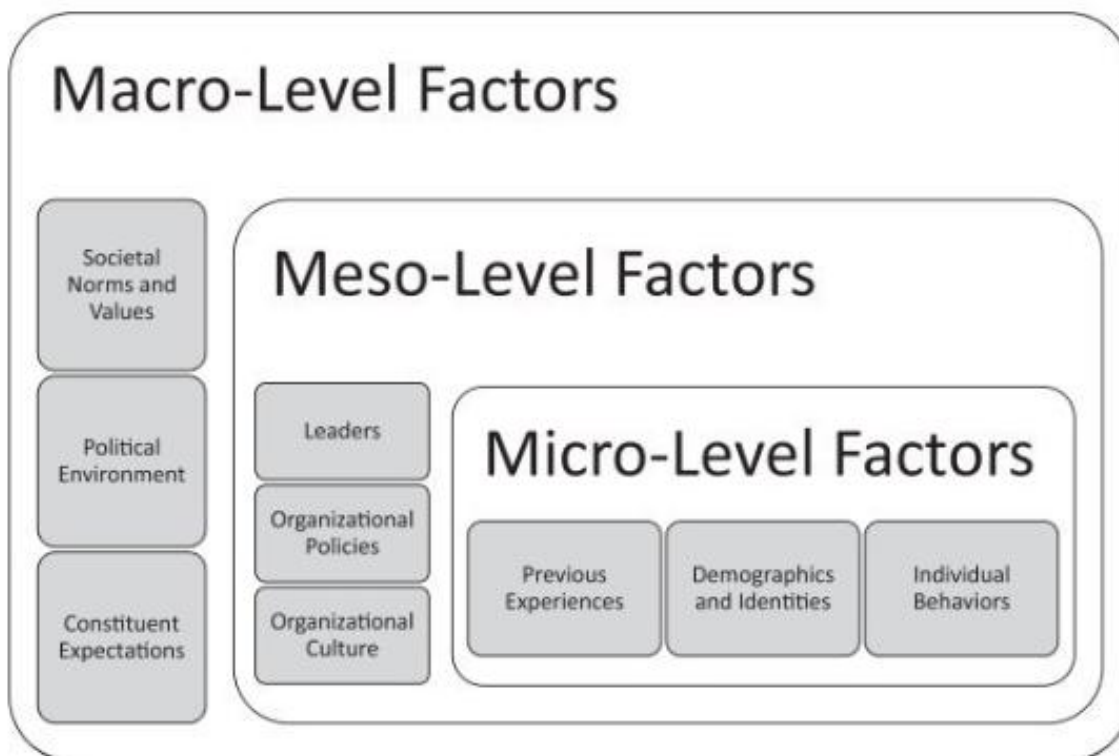 Macro-Level Factors
Societal
Norms and
Values
Political
Environment
Constituent
Expectations
Meso-Level Factors
Leaders
Organizational
Policies
Organizational
Culture
Micro-Level Factors
Previous
Experiences
Demographics
and Identities
Individual
Behaviors